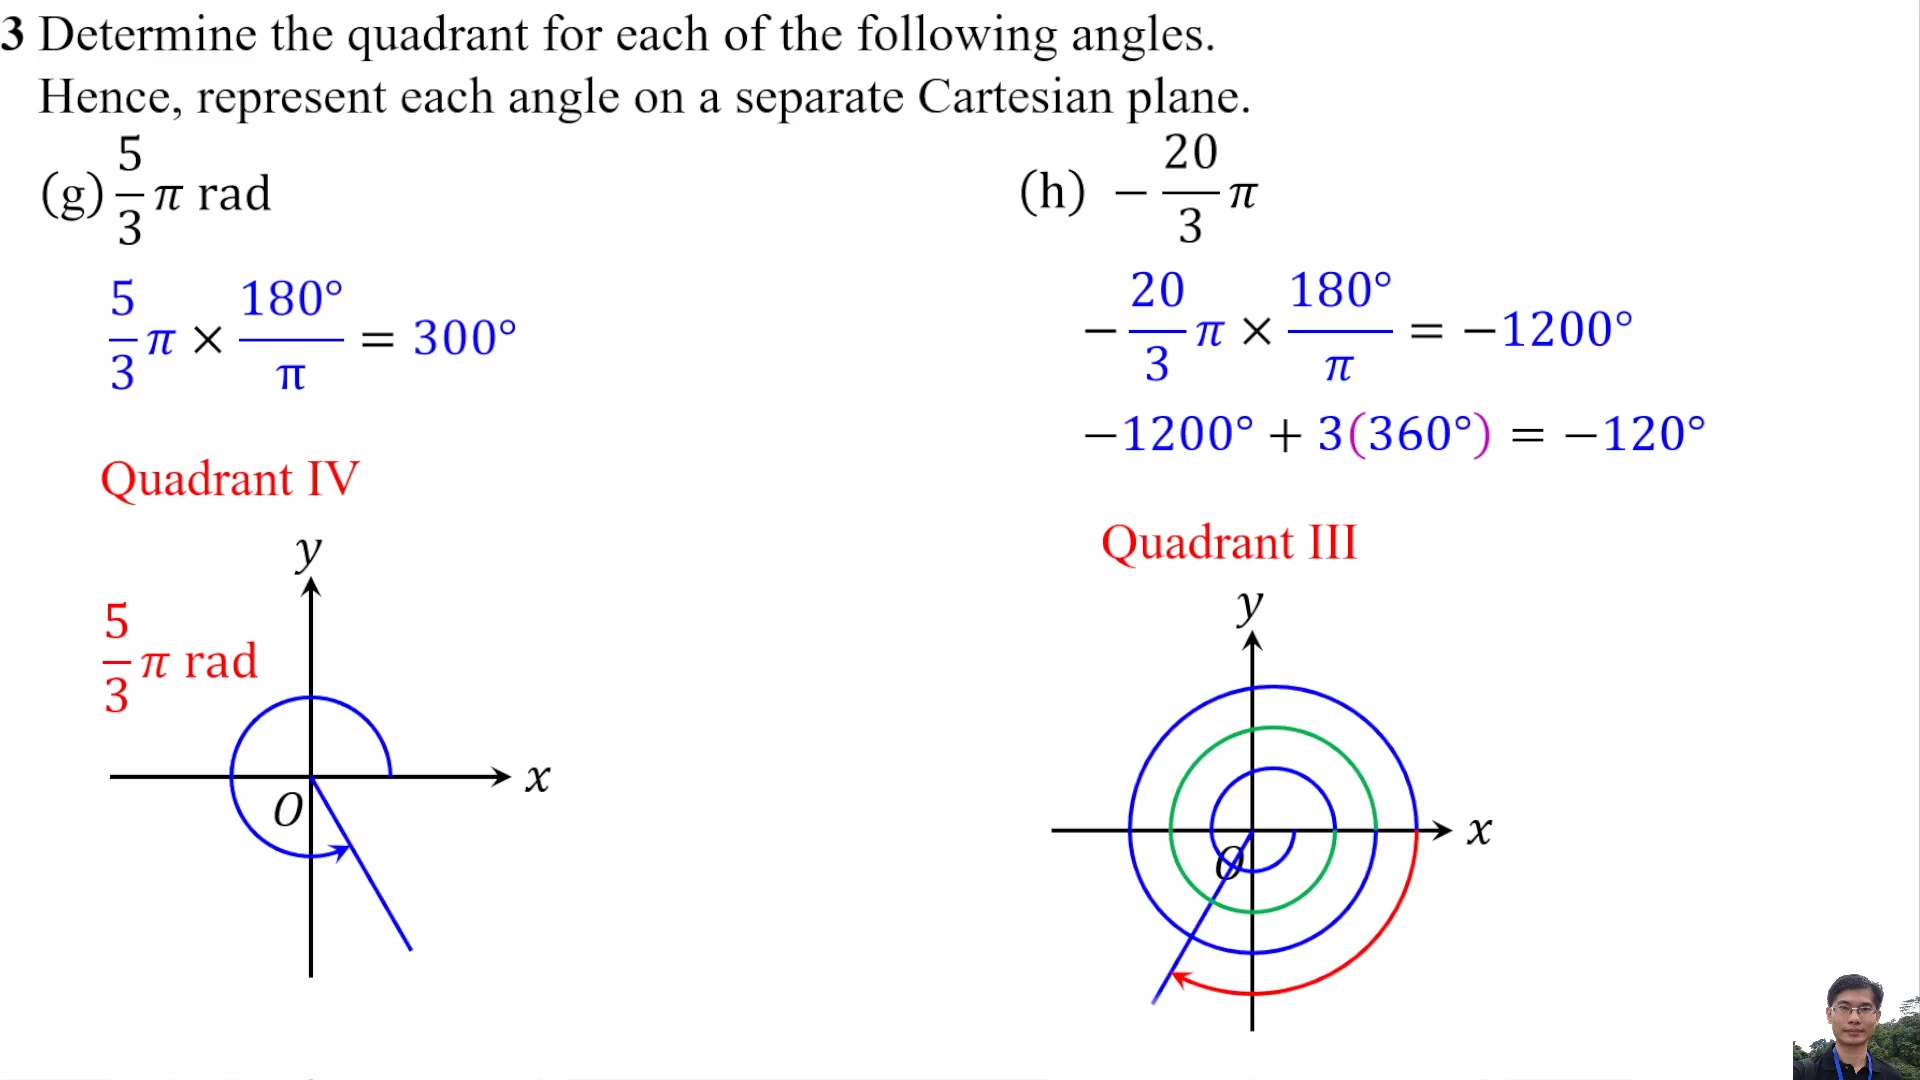 3 Determine the quadrant for each of the following angles.
Hence, represent each angle on a separate Cartesian plane.
(g) 5/3 π rad
5/3 π × 180°/π = 300°
Quadrant IV
y
5/3 π rad
x
O
(h) −20/3 π
−20/3 π × 180°/π = −1200°
−1200° + 3(360°) = −120°
Quadrant III
y
x
O